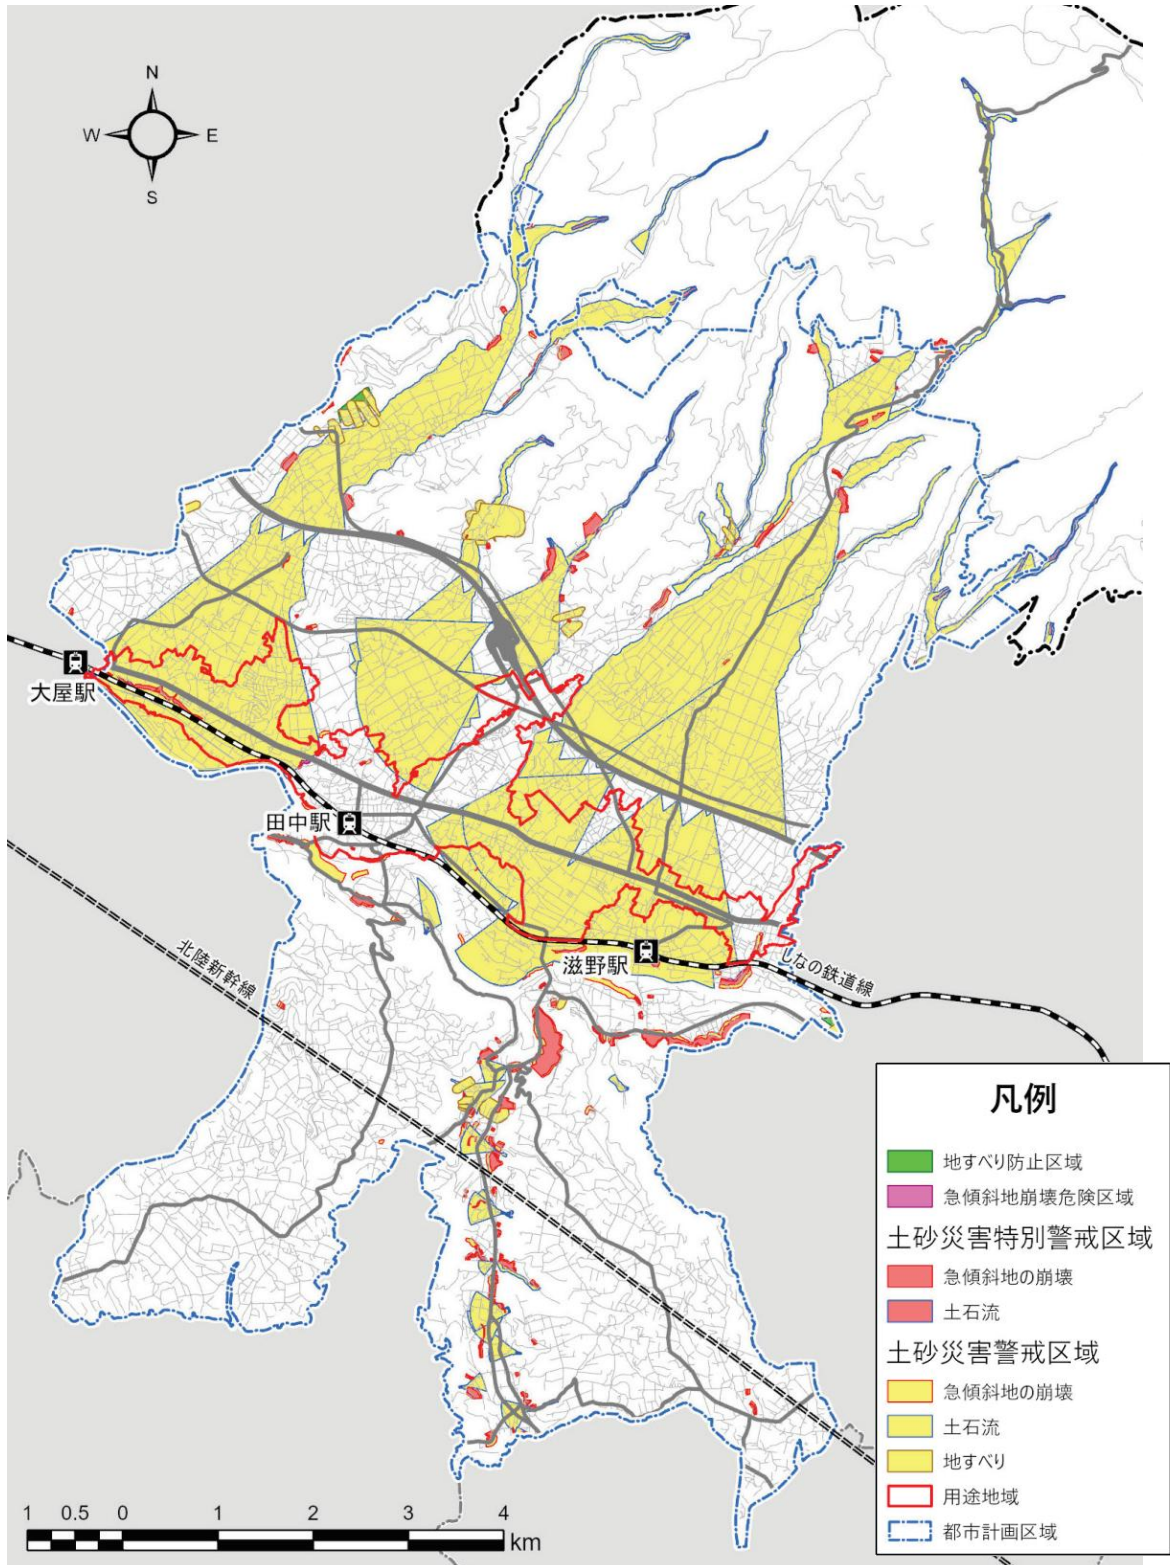 N
W E
S
大屋駅
田中駅
滋野駅
しなの鉄道線
北陸新幹線
凡例
地すべり防止区域
急傾斜地崩壊危険区域
土砂災害特別警戒区域
急傾斜地の崩壊
土石流
土砂災害警戒区域
急傾斜地の崩壊
土石流
地すべり
用途地域
都市計画区域
1 0.5 0 1 2 3 4
km